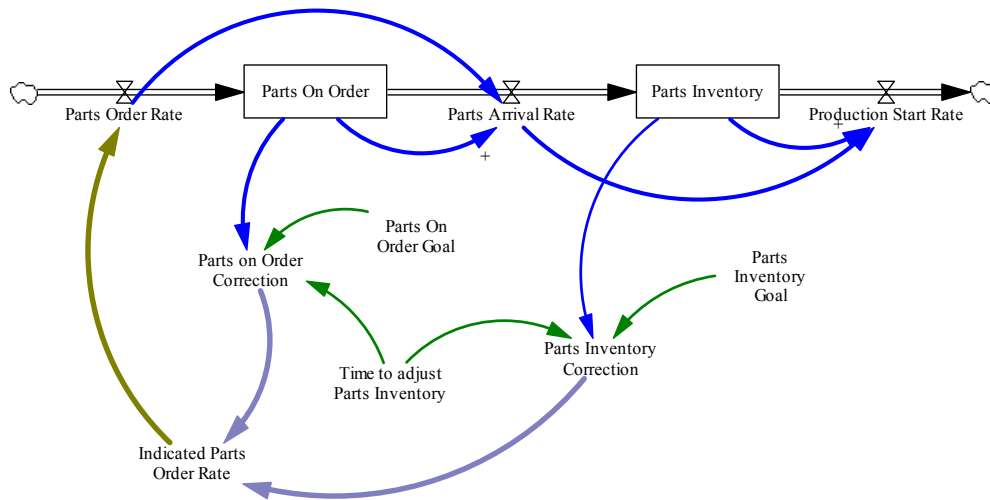 Parts On Order
Parts Inventory
Parts Order Rate
Parts Arrival Rate
Production Start Rate
+
+
Parts On
Order Goal
Parts on Order
Correction
Parts
Inventory
Goal
Parts Inventory
Correction
Time to adjust
Parts Inventory
Indicated Parts
Order Rate